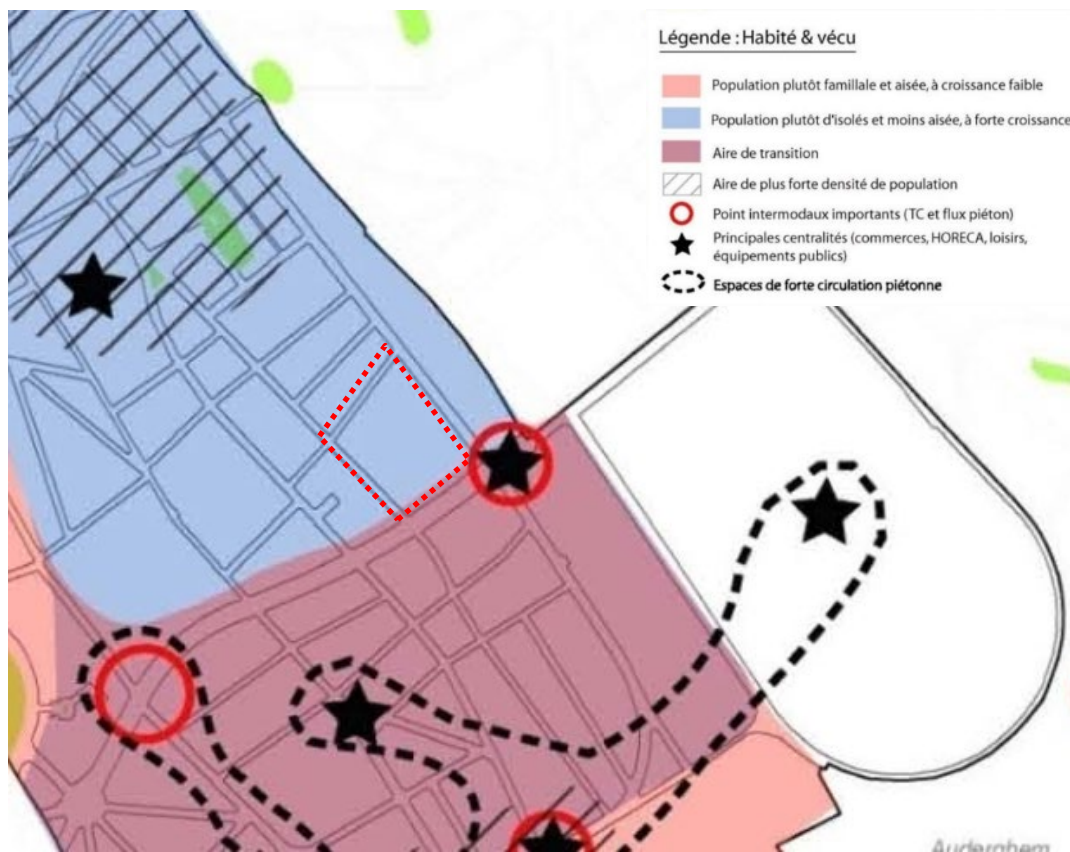 Légende : Habité & vécu
Population plutôt familiale et aisée, à croissance faible
Population plutôt d'isolés et moins aisée, à forte croissance
Aire de transition
Aire de plus forte densité de population
Point intermodaux importants (TC et flux piéton)
Principales centralités (commerces, HORECA, loisirs,
équipements publics)
Espaces de forte circulation piétonne
Auderghem